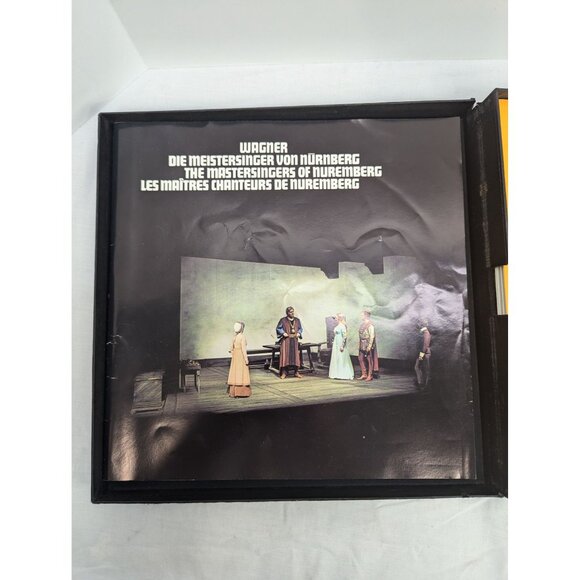 WAGNER
DIE MEISTERSINGER VON NÜRNBERG
THE MASTERSINGERS OF NUREMBERG
LES MAÎTRES CHANTEURS DE NUREMBERG